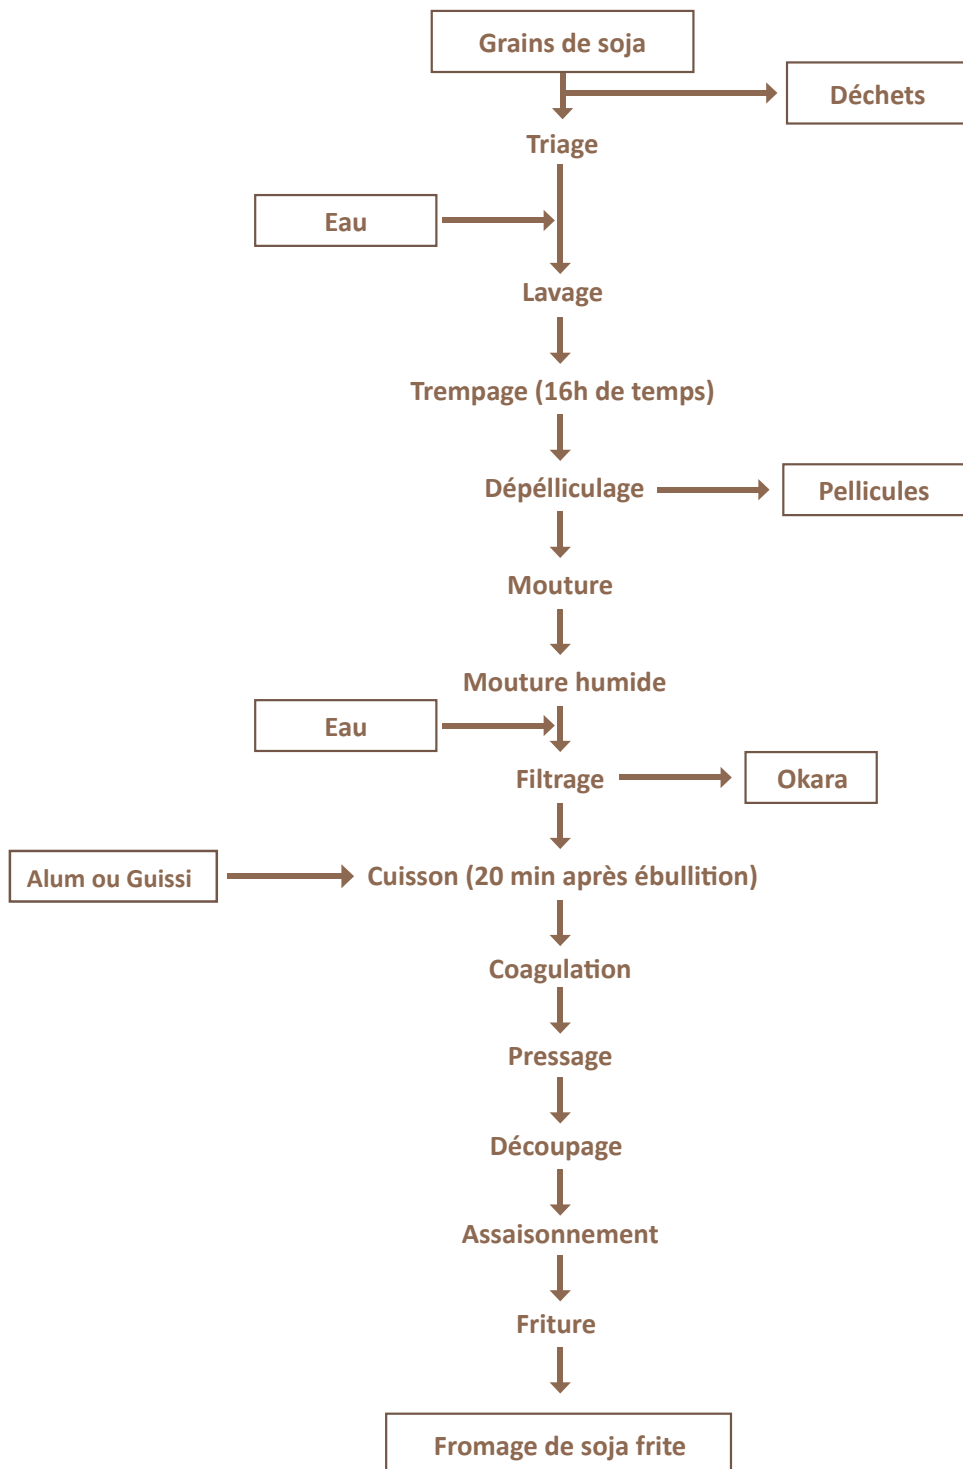 Grains de soja
Déchets
Triage
Eau
Lavage
Trempage (16h de temps)
Dépélliculage
Pellicules
Mouture
Mouture humide
Eau
Filtrage
Okara
Alum ou Guissi
Cuisson (20 min après ébullition)
Coagulation
Pressage
Découpage
Assaisonnement
Friture
Fromage de soja frite